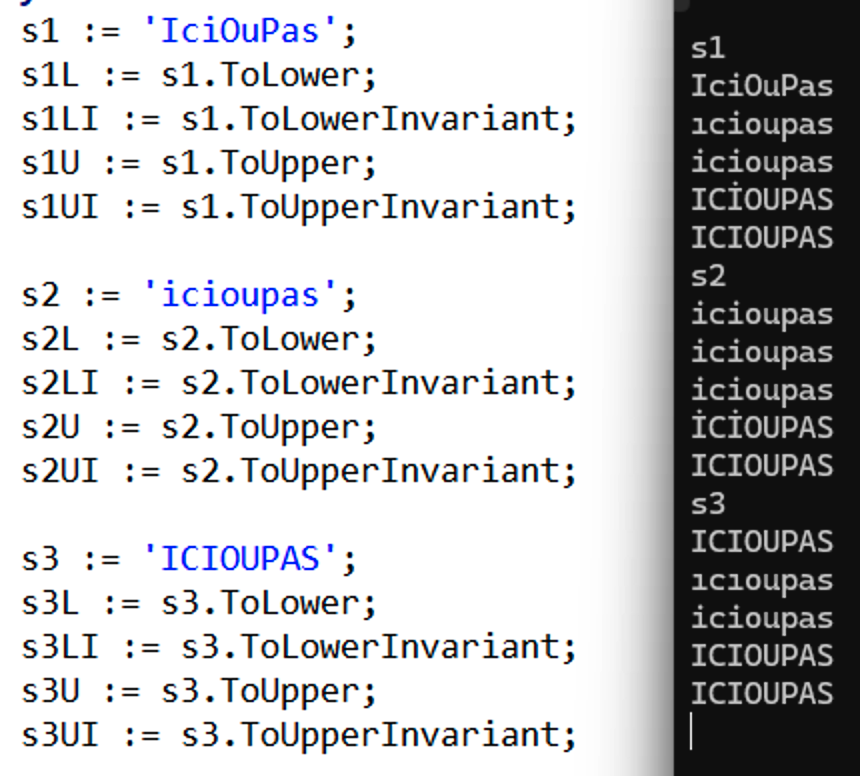 s1 := 'IciOuPas';
s1L := s1.ToLower;
s1LI := s1.ToLowerInvariant;
s1U := s1.ToUpper;
s1UI := s1.ToUpperInvariant;
s2 := 'icioupas';
s2L := s2.ToLower;
s2LI := s2.ToLowerInvariant;
s2U := s2.ToUpper;
s2UI := s2.ToUpperInvariant;
s3 := 'ICIOUPAS';
s3L := s3.ToLower;
s3LI := s3.ToLowerInvariant;
s3U := s3.ToUpper;
s3UI := s3.ToUpperInvariant;
s1
IciOuPas
ıcioupas
icioupas
ICİOUPAS
ICIOUPAS
s2
icioupas
icioupas
icioupas
İCİOUPAS
ICIOUPAS
s3
ICIOUPAS
ıcıoupas
icioupas
ICIOUPAS
ICIOUPAS